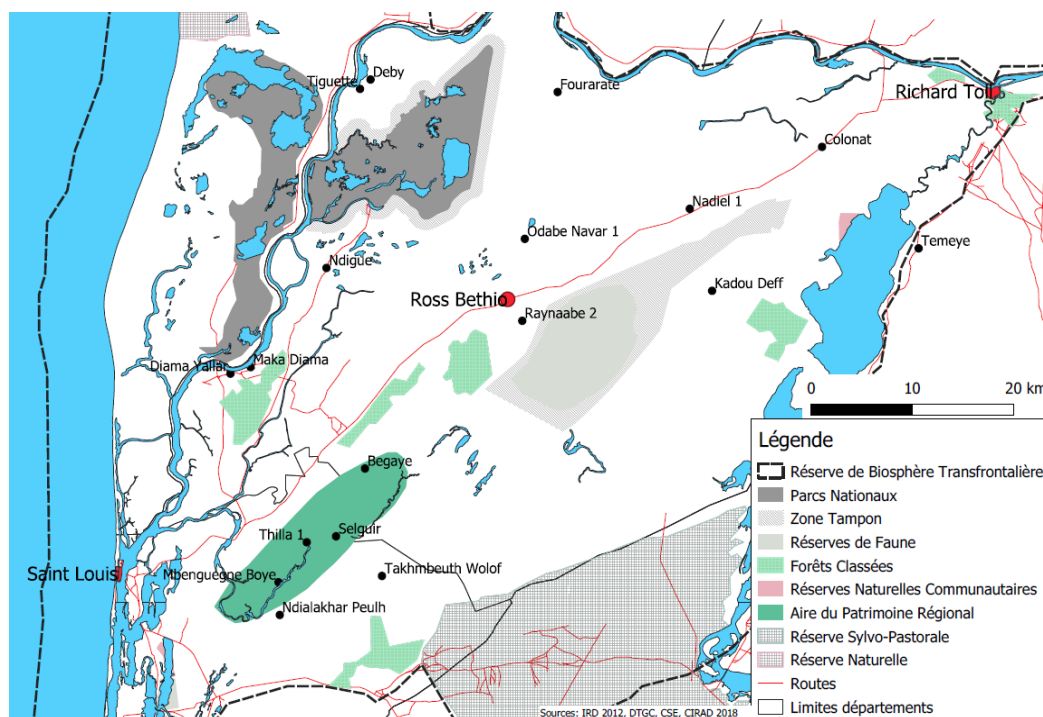 Deby
Tiguette
Fourarate
Richard Toll
Colonat
Nadiel 1
Odabe Navar 1
Temeye
Ndigue
Kadou Deff
Ross Bethio
Raynaabe 2
Maka Diama
Diama Yallar
0 10 20 km
Légende
Réserve de Biosphère Transfrontalière
Parcs Nationaux
Zone Tampon
Réserves de Faune
Forêts Classées
Réserves Naturelles Communautaires
Aire du Patrimoine Régional
Réserve Sylvo-Pastorale
Réserve Naturelle
Routes
Limites départements
Begaye
Thilla 1
Selguir
Saint Louis
Mbenguegne Boye
Takhmbeuth Wolof
Ndialakhar Peulh
Sources: IRD 2012, DTGC, CSE, CIRAD 2018